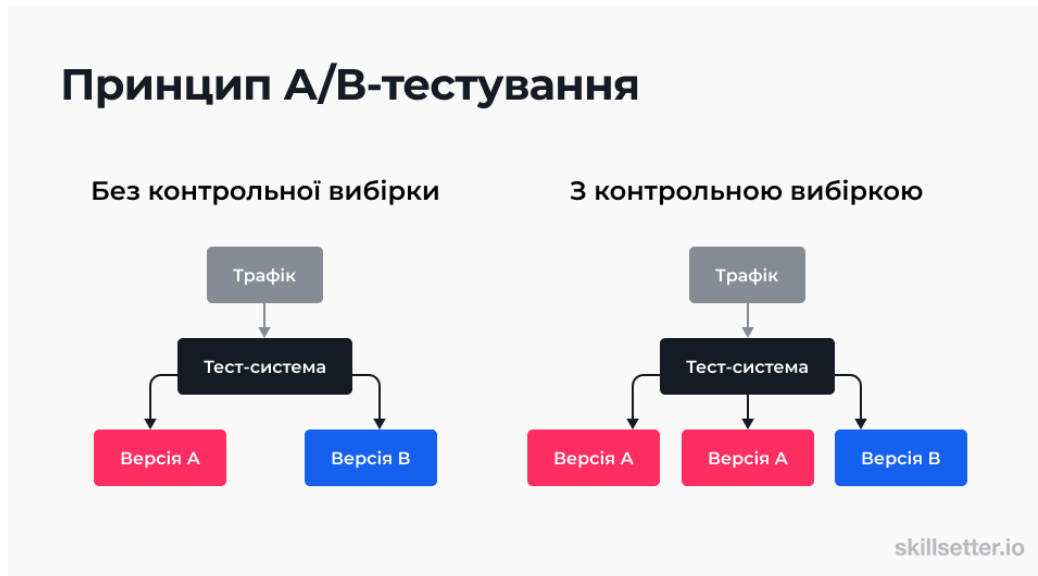 Принцип A/B-тестування
Без контрольної вибірки
З контрольною вибіркою
Трафік
Трафік
Тест-система
Тест-система
Версія A
Версія B
Версія A
Версія A
Версія B
skillsetter.io